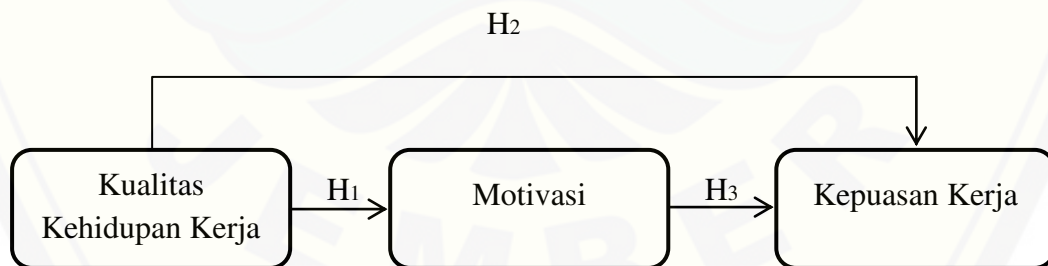 H2
Kualitas
Kehidupan Kerja
H1
Motivasi
H3
Kepuasan Kerja